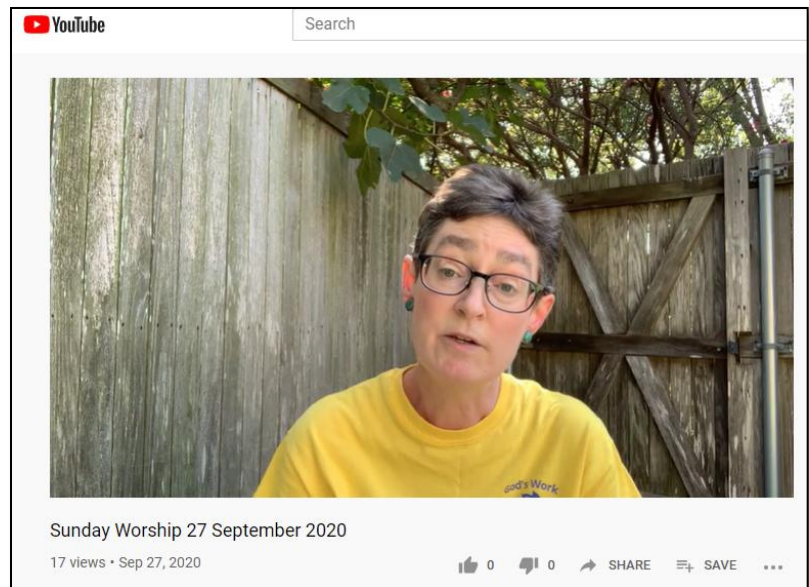 YouTube
Search
God's Work
Sunday Worship 27 September 2020
17 views • Sep 27, 2020
0
0
SHARE
SAVE